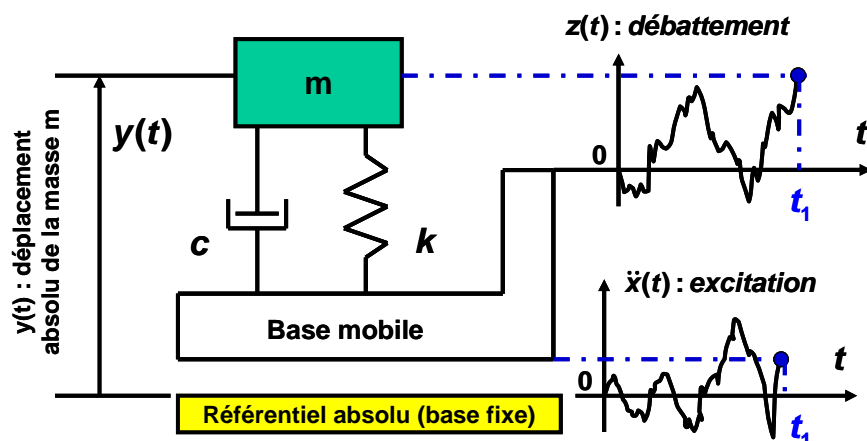 z(t) : débattement
m
y(t)
y(t) : déplacement
absolu de la masse m
0
t
t₁
c
k
ẍ(t) : excitation
Base mobile
0
t
t₁
Référentiel absolu (base fixe)